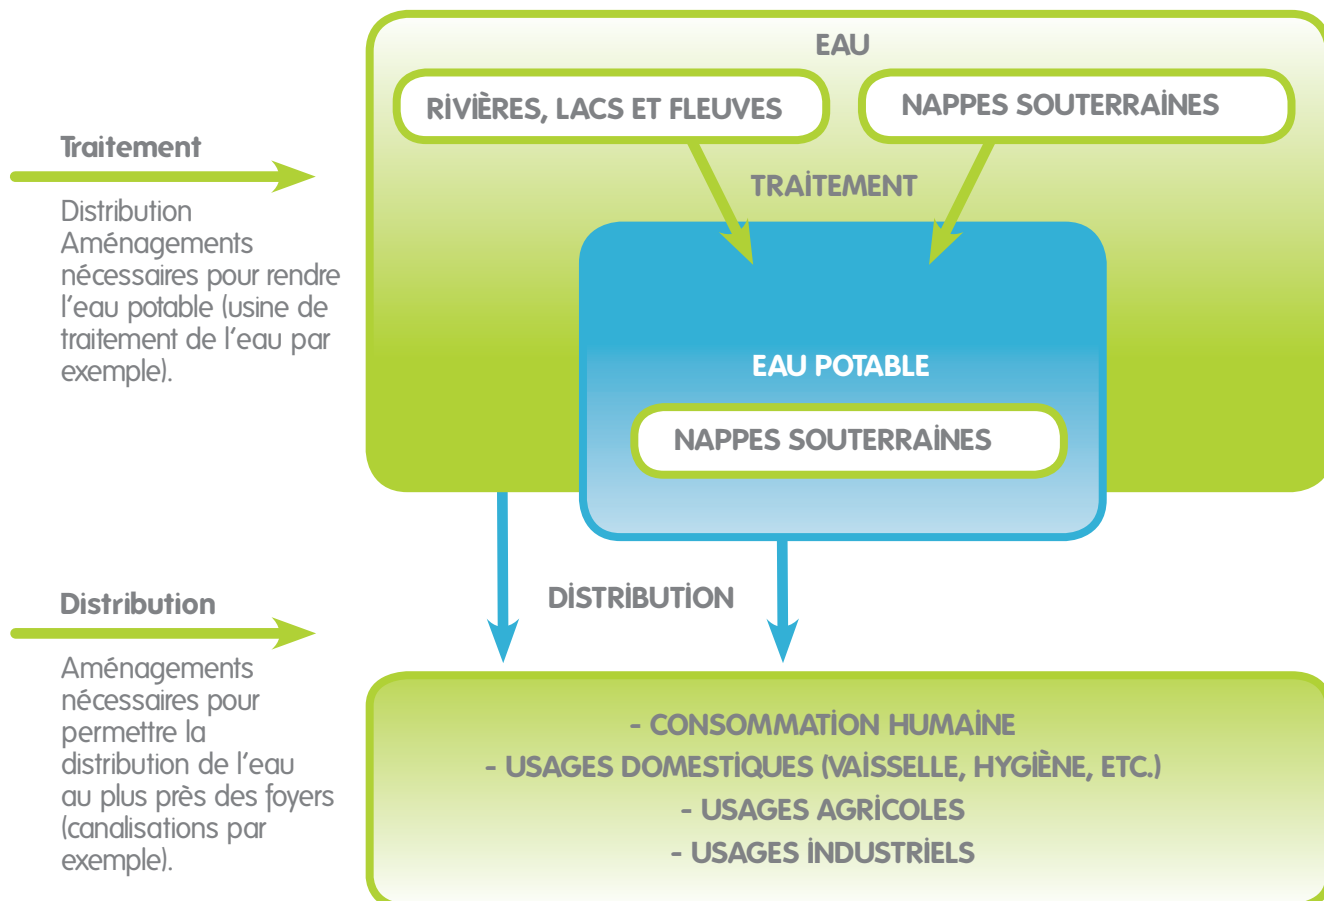 EAU
RIVIÈRES, LACS ET FLEUVES
NAPPES SOUTERRAINES
Traitement
TRAITEMENT
Distribution
Aménagements
nécessaires pour rendre
l'eau potable (usine de
traitement de l'eau par
exemple).
EAU POTABLE
NAPPES SOUTERRAINES
Distribution
DISTRIBUTION
Aménagements
nécessaires pour
permettre la
distribution de l'eau
au plus près des foyers
(canalisations par
exemple).
- CONSOMMATION HUMAINE
- USAGES DOMESTIQUES (VAISSELLE, HYGIÈNE, ETC.)
- USAGES AGRICOLES
- USAGES INDUSTRIELS